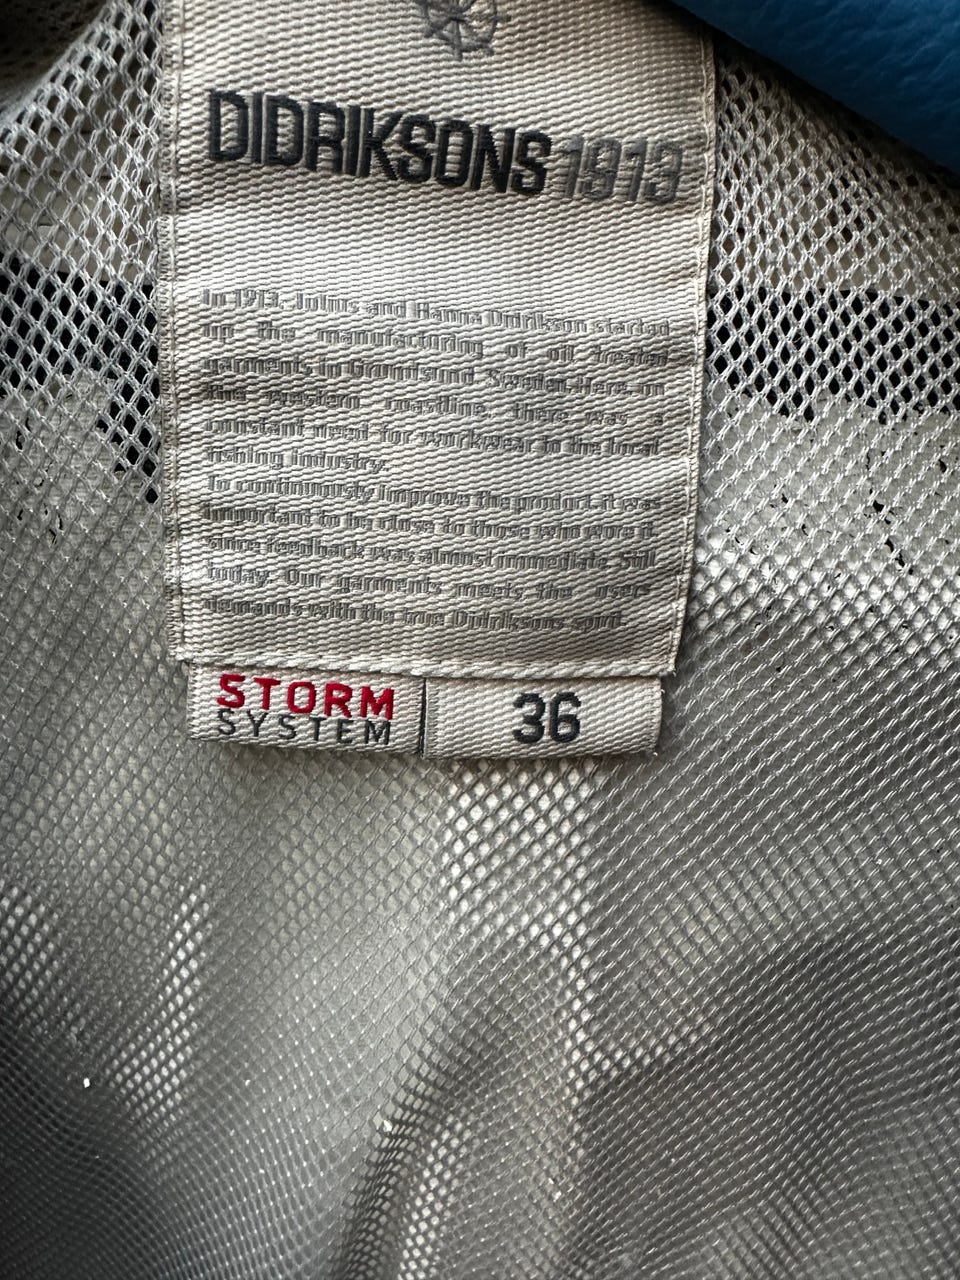 DIDRIKSONS 1913
In 1913, Julius and Hanna Didrikson started
up the manufacturing of oil treated
garments in Grundsund, Sweden. Here, on
the western coastline, there was a
constant need for workwear to the local
fishing industry.
To continuously improve the product, it was
important to be close to those who wore it,
since feedback was almost immediate. Still
today, Our garments meets the users
demands with the true Didriksons spirit.
STORM
SYSTEM
36